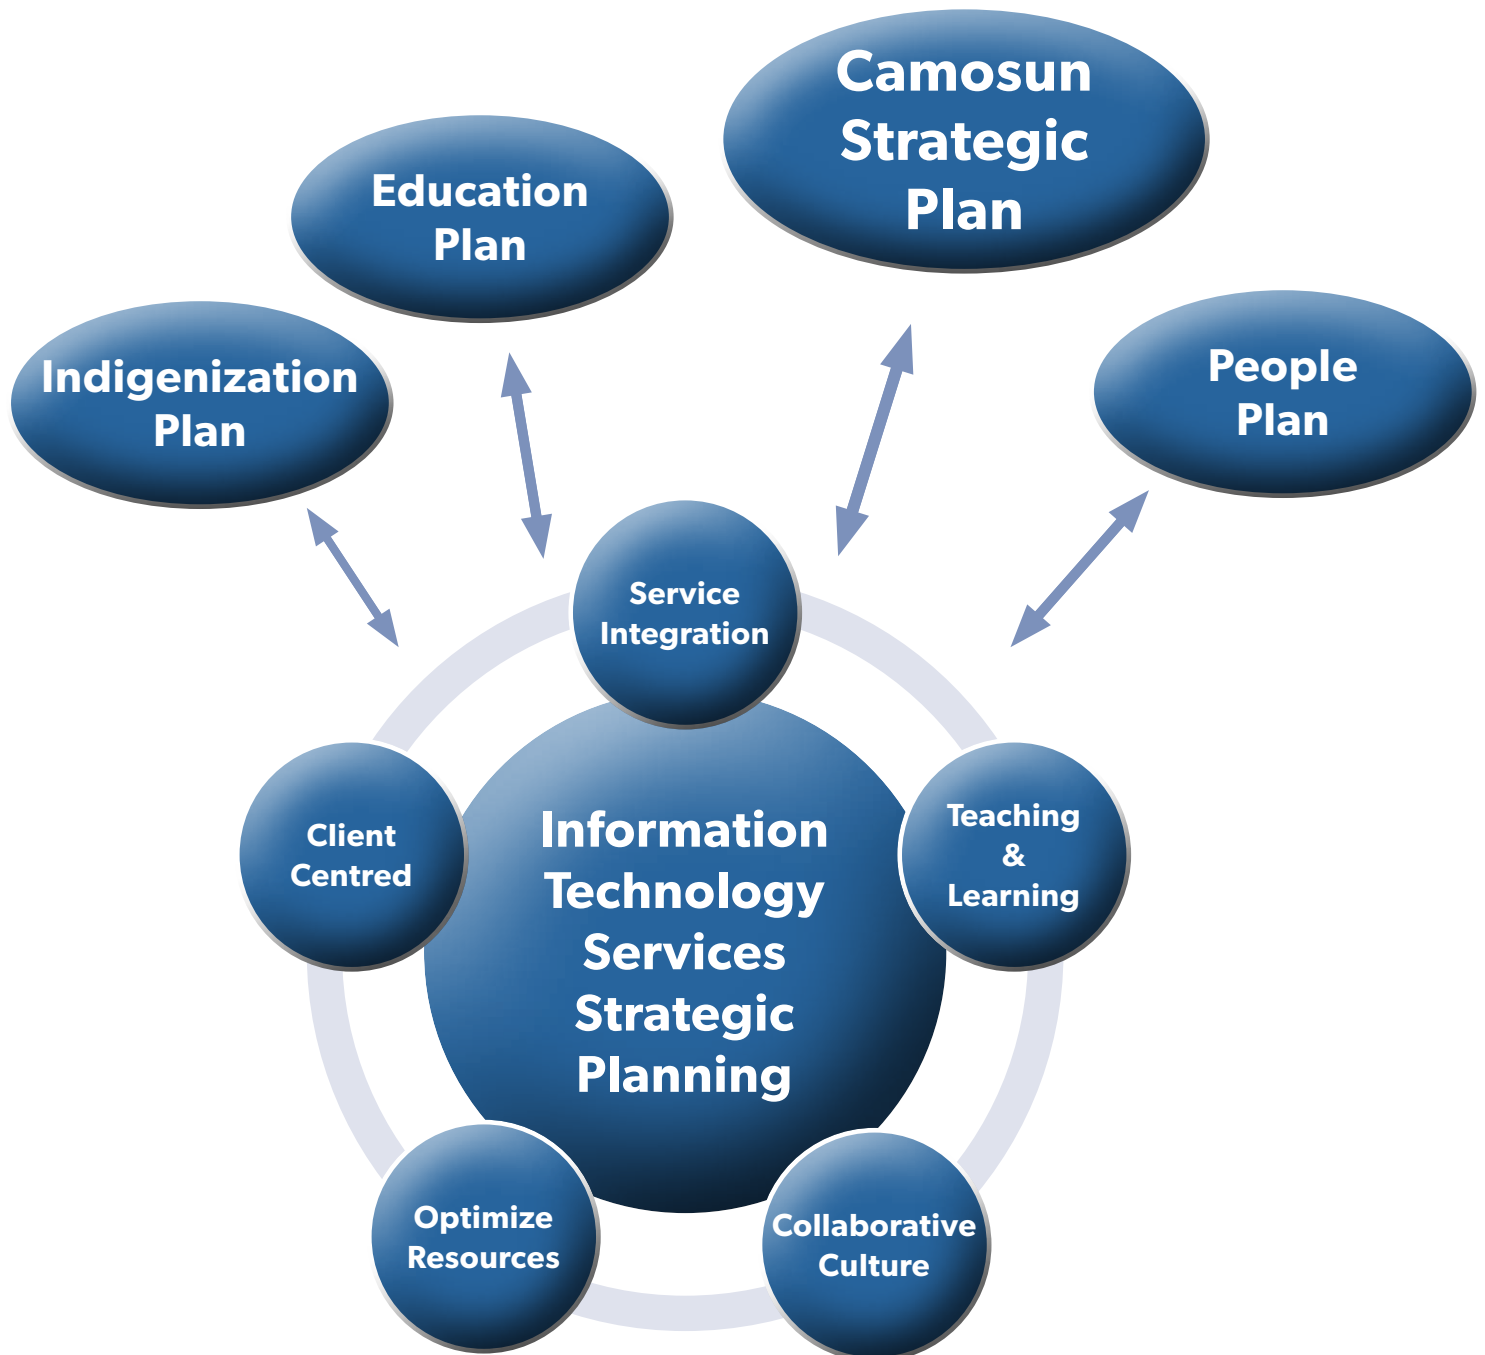 Camosun
Strategic
Plan
Education
Plan
Indigenization
Plan
People
Plan
Service
Integration
Client
Centred
Teaching
&
Learning
Information
Technology
Services
Strategic
Planning
Optimize
Resources
Collaborative
Culture